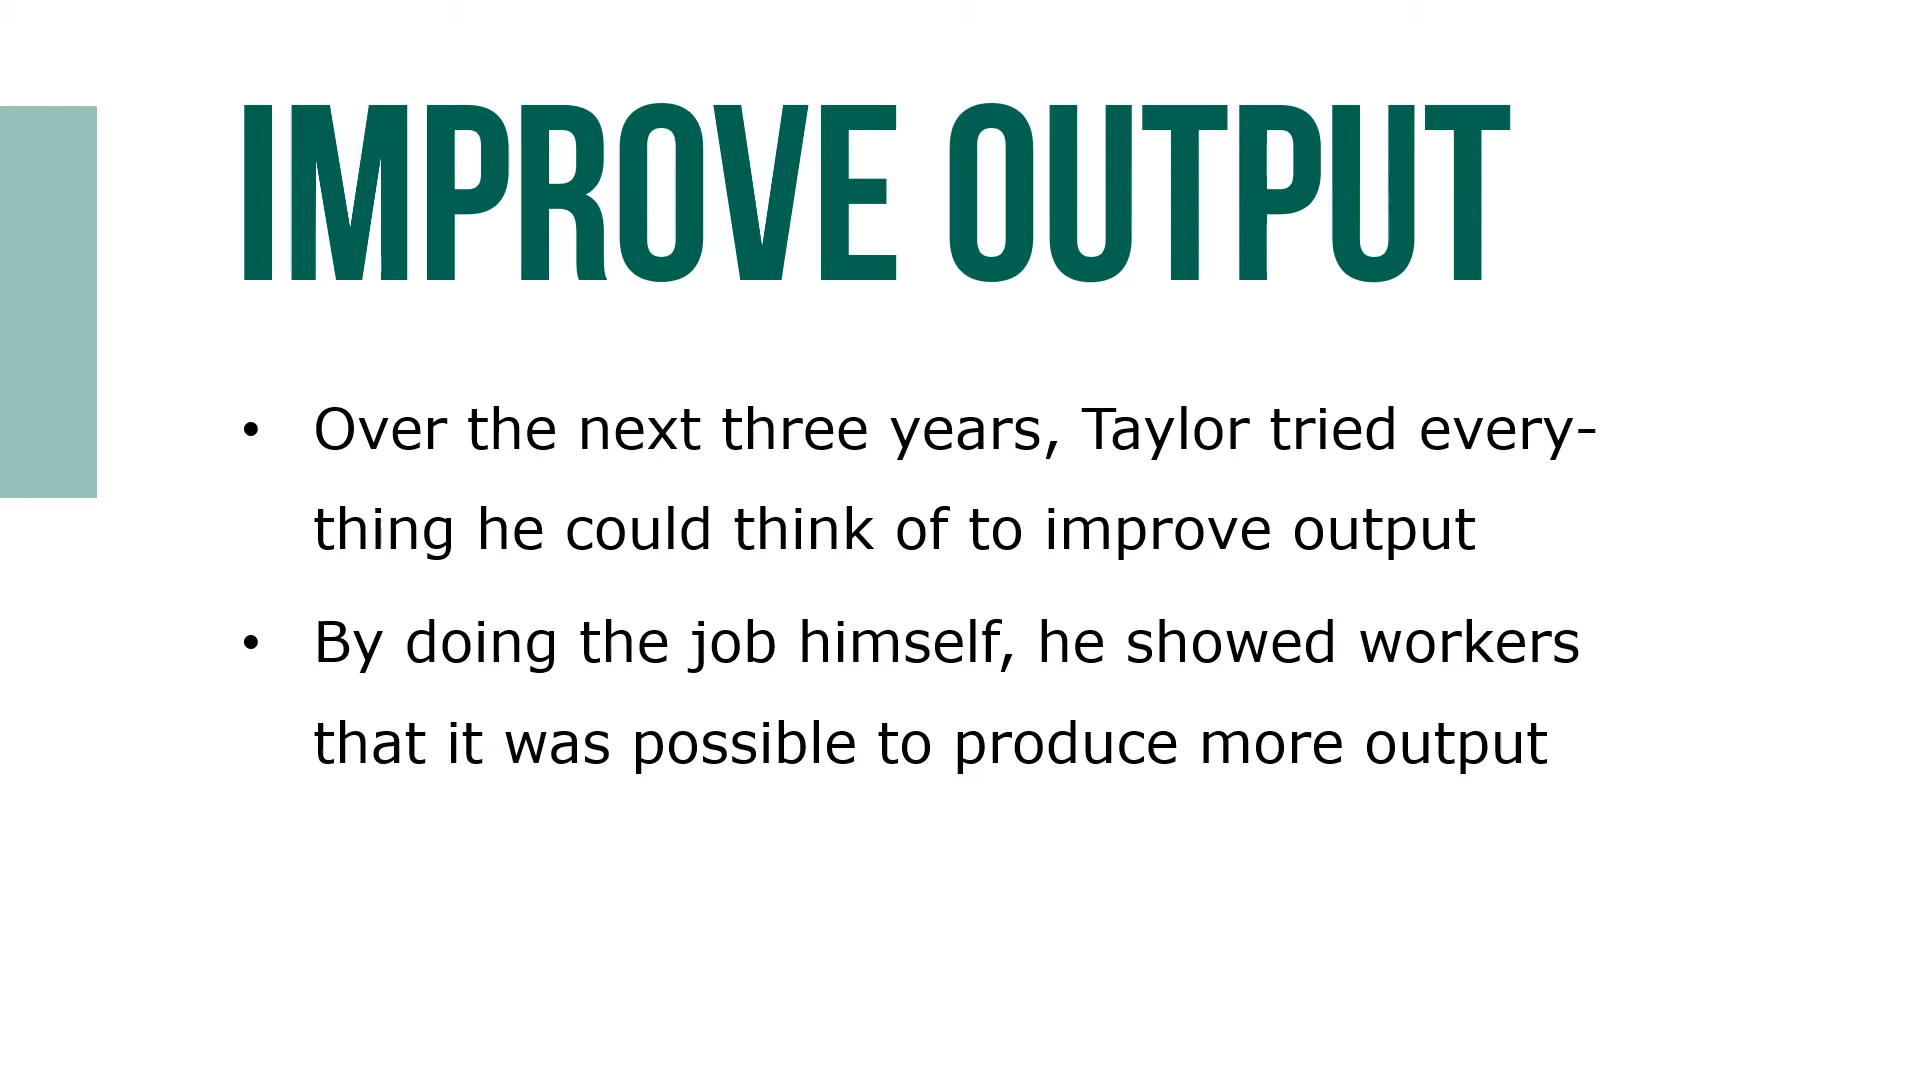 IMPROVE OUTPUT
• Over the next three years, Taylor tried every-
thing he could think of to improve output
• By doing the job himself, he showed workers
that it was possible to produce more output